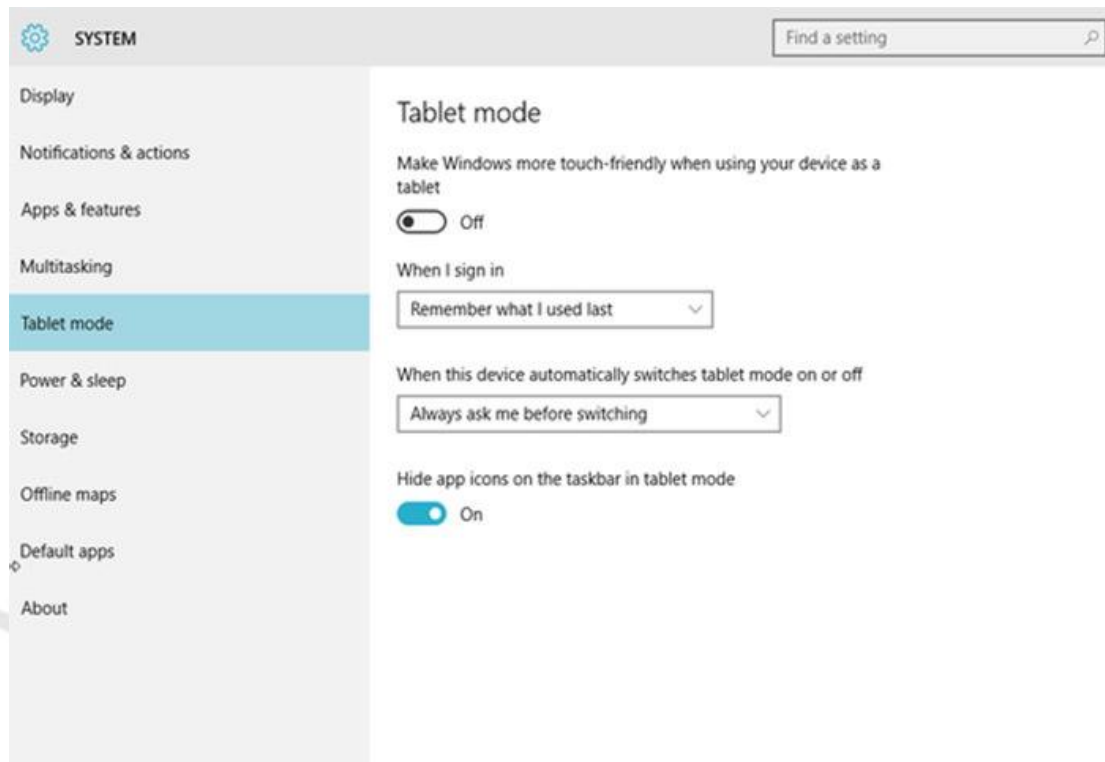 SYSTEM
Find a setting
Display
Notifications & actions
Apps & features
Multitasking
Tablet mode
Power & sleep
Storage
Offline maps
Default apps
About
Tablet mode
Make Windows more touch-friendly when using your device as a
tablet
Off
When I sign in
Remember what I used last
When this device automatically switches tablet mode on or off
Always ask me before switching
Hide app icons on the taskbar in tablet mode
On